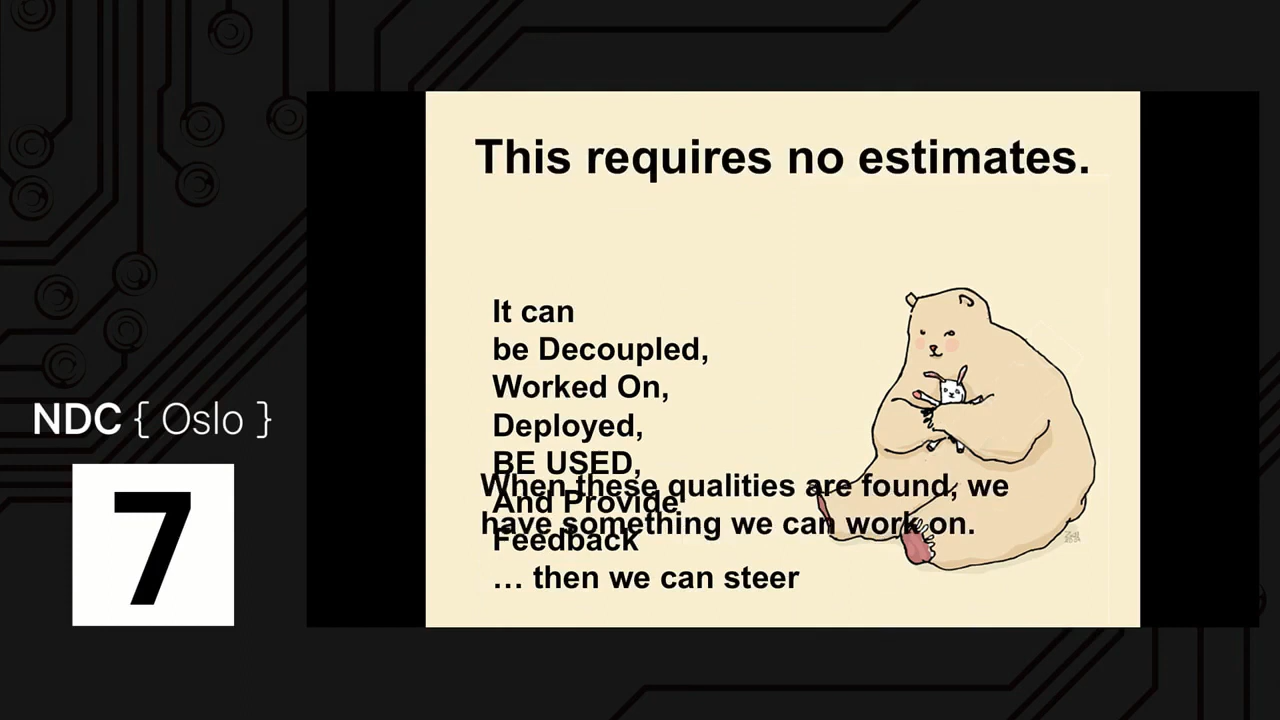 This requires no estimates.
It can
be Decoupled,
Worked On,
Deployed,
BE USED,
When these qualities are found, we
And Provide
have something we can work on.
Feedback
… then we can steer
NDC { Oslo }
7